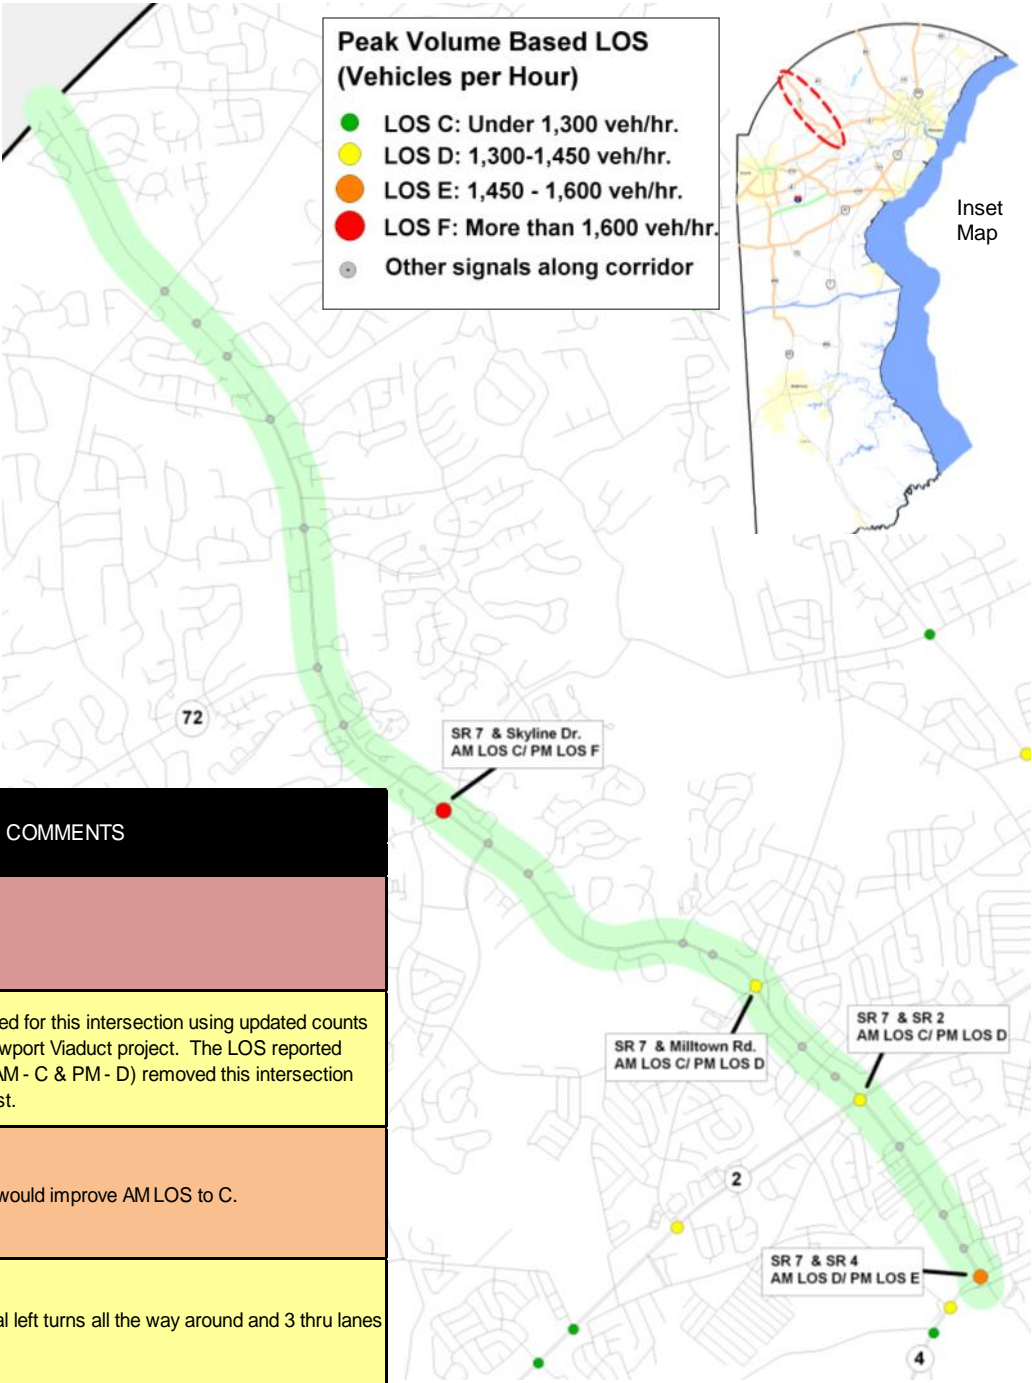 Peak Volume Based LOS
(Vehicles per Hour)
LOS C: Under 1,300 veh/hr.
LOS D: 1,300-1,450 veh/hr.
LOS E: 1,450 - 1,600 veh/hr.
LOS F: More than 1,600 veh/hr.
Other signals along corridor
Inset
Map
72
SR 7 & Skyline Dr.
AM LOS C/ PM LOS F
COMMENTS
ed for this intersection using updated counts
wport Viaduct project. The LOS reported
AM - C & PM - D) removed this intersection
st.
would improve AM LOS to C.
al left turns all the way around and 3 thru lanes
SR 7 & Milltown Rd.
AM LOS C/ PM LOS D
SR 7 & SR 2
AM LOS C/ PM LOS D
2
SR 7 & SR 4
AM LOS D/ PM LOS E
4